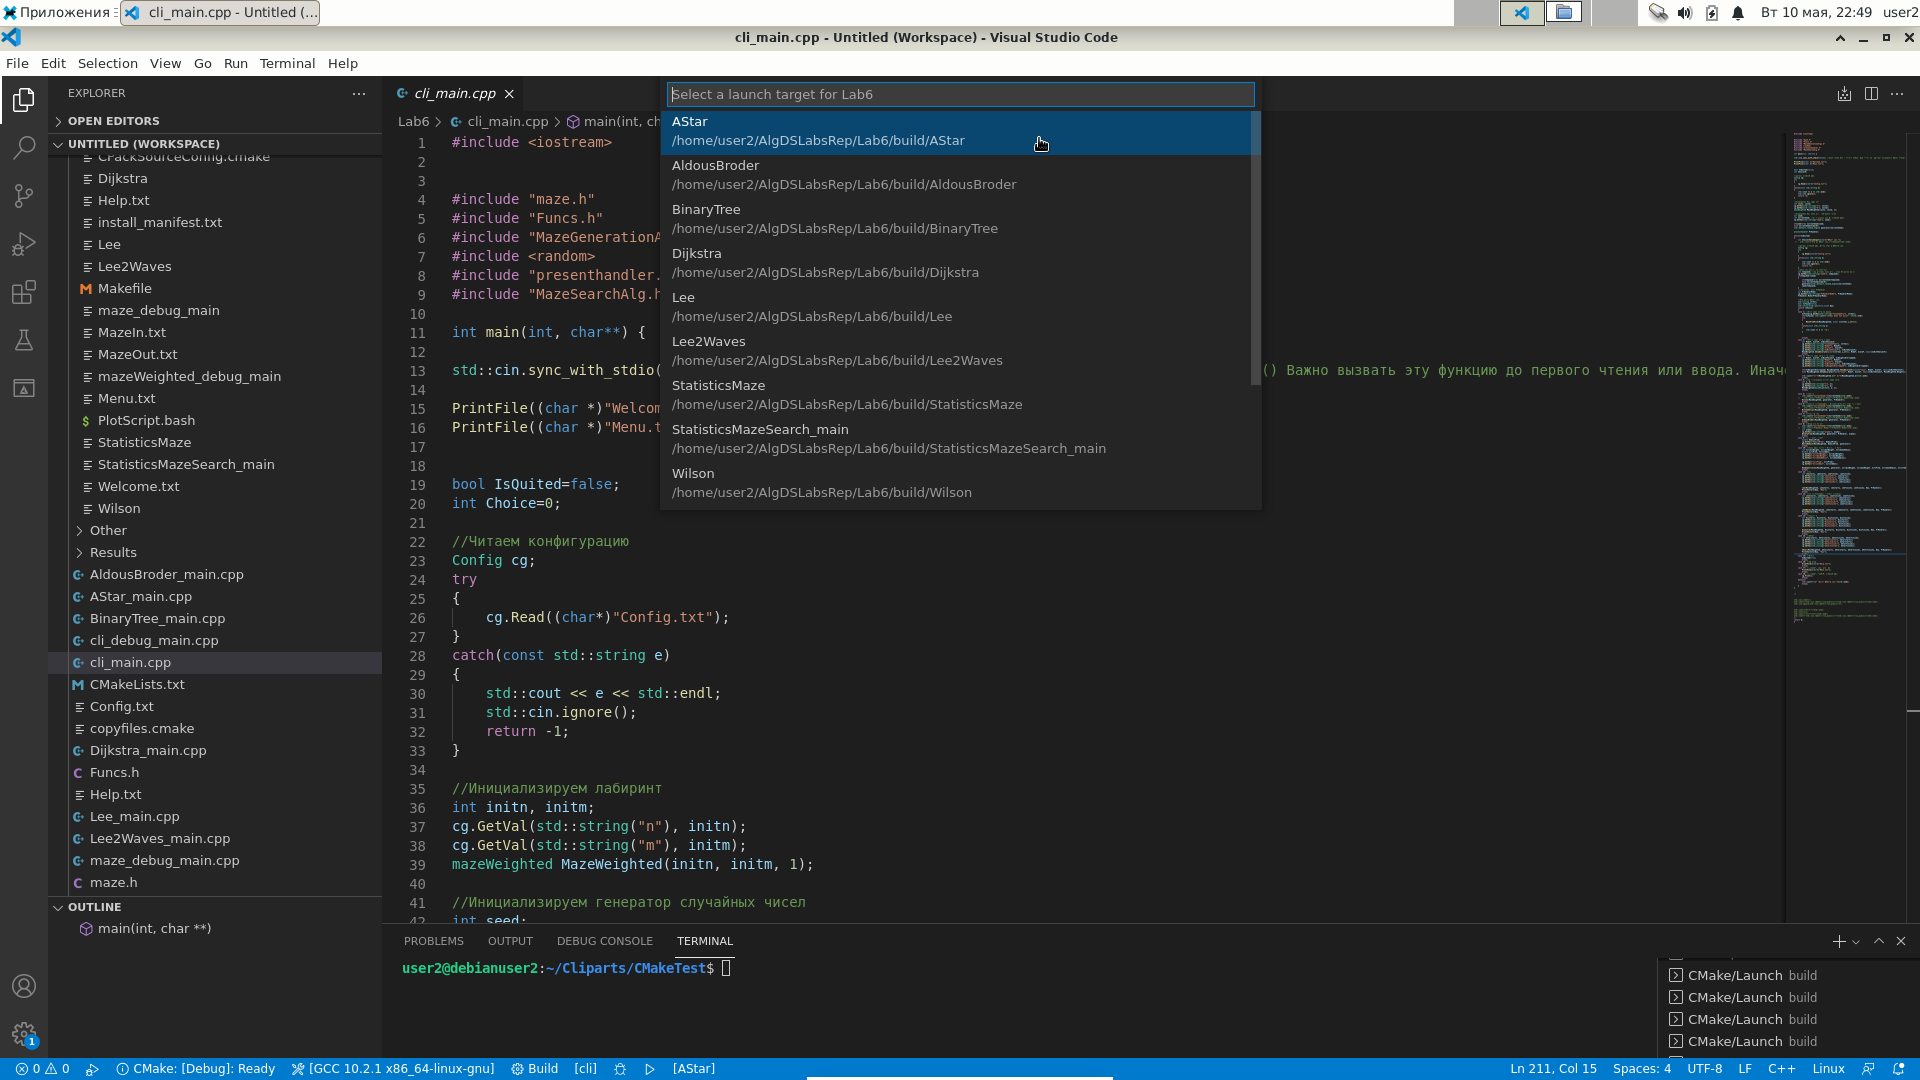 Приложения
cli_main.cpp - Untitled (...
Вт 10 мая, 22:49
user2
cli_main.cpp - Untitled (Workspace) - Visual Studio Code
File Edit Selection View Go Run Terminal Help
EXPLORER
OPEN EDITORS
UNTITLED (WORKSPACE)
CPackSourceConfig.cmake
Dijkstra
Help.txt
install_manifest.txt
Lee
Lee2Waves
Makefile
maze_debug_main
MazeIn.txt
MazeOut.txt
mazeWeighted_debug_main
Menu.txt
PlotScript.bash
StatisticsMaze
StatisticsMazeSearch_main
Welcome.txt
Wilson
Other
Results
AldousBroder_main.cpp
AStar_main.cpp
BinaryTree_main.cpp
cli_debug_main.cpp
cli_main.cpp
CMakeLists.txt
Config.txt
copyfiles.cmake
Dijkstra_main.cpp
Funcs.h
Help.txt
Lee_main.cpp
Lee2Waves_main.cpp
maze_debug_main.cpp
maze.h
OUTLINE
main(int, char **)
1
cli_main.cpp
Lab6 > cli_main.cpp > main(int, ch
Select a launch target for Lab6
AStar
/home/user2/AlgDSLabsRep/Lab6/build/AStar
AldousBroder
/home/user2/AlgDSLabsRep/Lab6/build/AldousBroder
BinaryTree
/home/user2/AlgDSLabsRep/Lab6/build/BinaryTree
Dijkstra
/home/user2/AlgDSLabsRep/Lab6/build/Dijkstra
Lee
/home/user2/AlgDSLabsRep/Lab6/build/Lee
Lee2Waves
/home/user2/AlgDSLabsRep/Lab6/build/Lee2Waves
StatisticsMaze
/home/user2/AlgDSLabsRep/Lab6/build/StatisticsMaze
StatisticsMazeSearch_main
/home/user2/AlgDSLabsRep/Lab6/build/StatisticsMazeSearch_main
Wilson
/home/user2/AlgDSLabsRep/Lab6/build/Wilson
1 #include <iostream>
2
3
4 #include "maze.h"
5 #include "Funcs.h"
6 #include "MazeGenerationA
7 #include <random>
8 #include "presenthandler.
9 #include "MazeSearchAlg.h
10
11 int main(int, char**) {
12
13 std::cin.sync_with_stdio( () Важно вызвать эту функцию до первого чтения или ввода. Инач
14
15 PrintFile((char *)"Welcom
16 PrintFile((char *)"Menu.t
17
18
19 bool IsQuited=false;
20 int Choice=0;
21
22 //Читаем конфигурацию
23 Config cg;
24 try
25 {
26 cg.Read((char*)"Config.txt");
27 }
28 catch(const std::string e)
29 {
30 std::cout << e << std::endl;
31 std::cin.ignore();
32 return -1;
33 }
34
35 //Инициализируем лабиринт
36 int initn, initm;
37 cg.GetVal(std::string("n"), initn);
38 cg.GetVal(std::string("m"), initm);
39 mazeWeighted MazeWeighted(initn, initm, 1);
40
41 //Инициализируем генератор случайных чисел
42 int seed;
PROBLEMS OUTPUT DEBUG CONSOLE TERMINAL
user2@debianuser2:~/Cliparts/CMakeTest$
CMake/Launch build
CMake/Launch build
CMake/Launch build
CMake/Launch build
0 0 CMake: [Debug]: Ready [GCC 10.2.1 x86_64-linux-gnu] Build [cli] [AStar] Ln 211, Col 15 Spaces: 4 UTF-8 LF C++ Linux